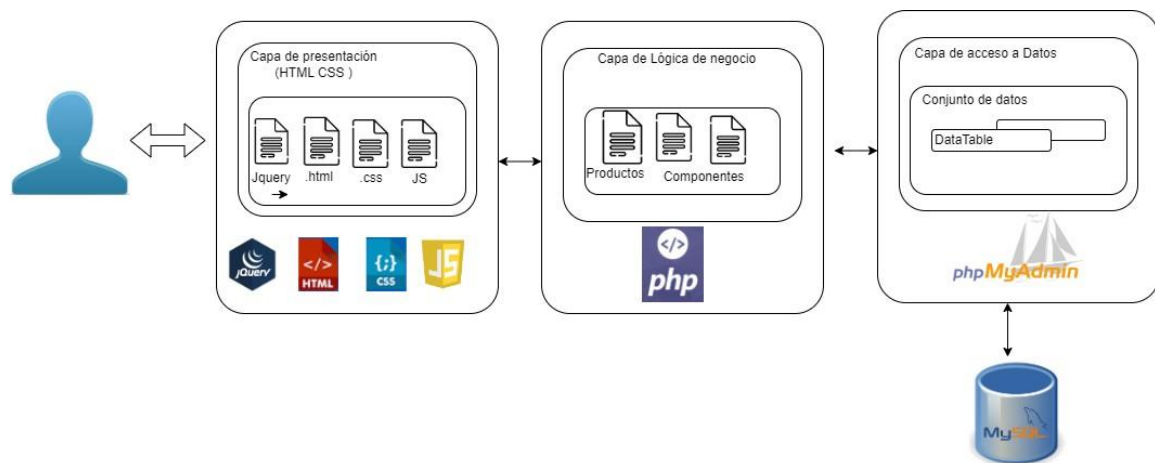 Capa de presentación
(HTML CSS )
Jquery
.html
.css
JS
jQuery
</>
HTML
{;}
CSS
JS
Capa de Lógica de negocio
Productos
Componentes
</>
php
Capa de acceso a Datos
Conjunto de datos
DataTable
phpMyAdmin
MySQL